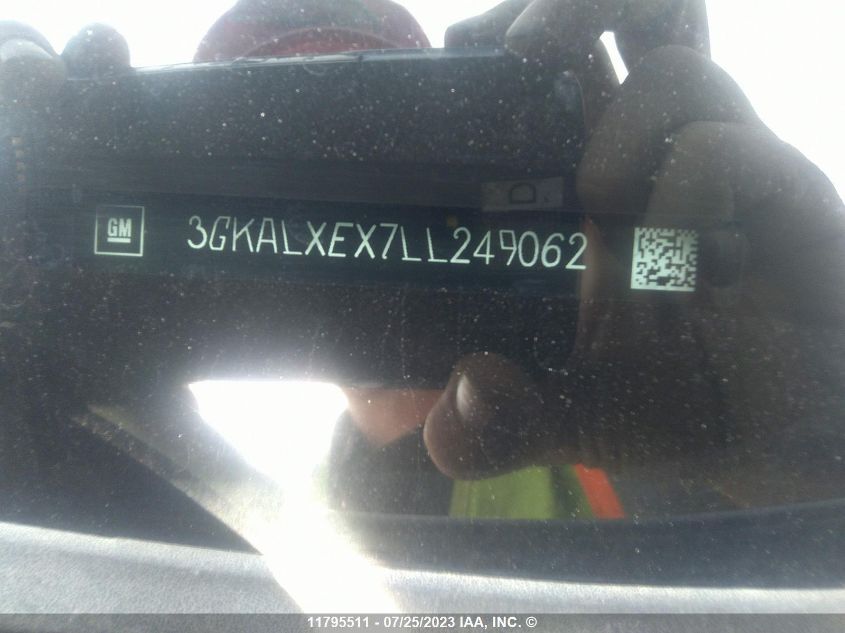 D
GM 3GKALXEX7LL249062
11795511 - 07/25/2023 IAA, INC. ©